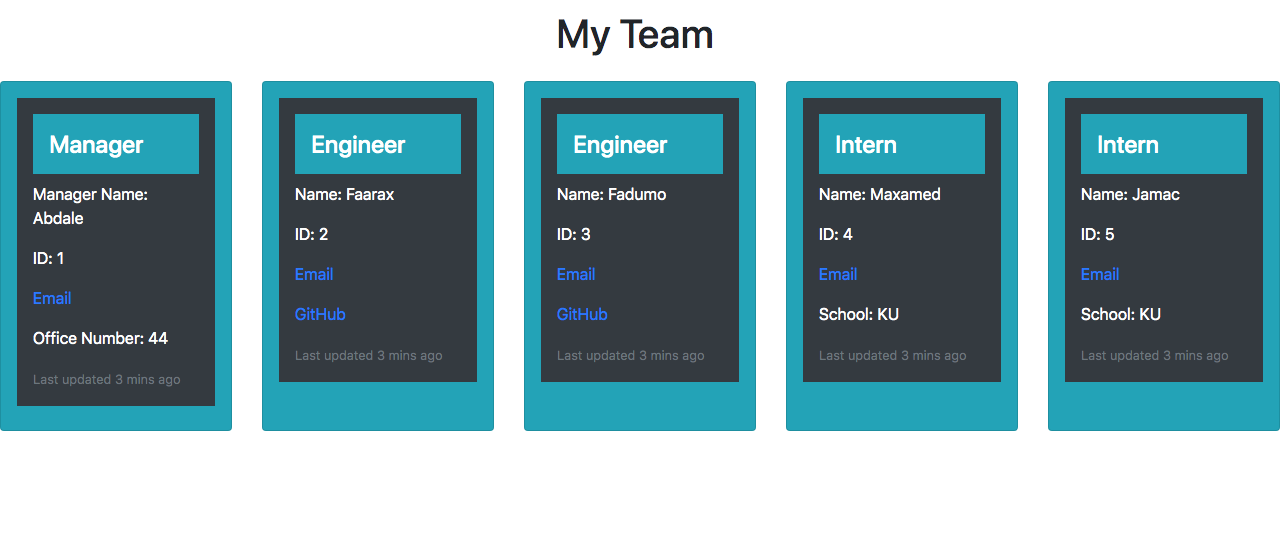 My Team
Manager
Manager Name:
Abdale
ID: 1
Email
Office Number: 44
Last updated 3 mins ago
Engineer
Name: Faarax
ID: 2
Email
GitHub
Last updated 3 mins ago
Engineer
Name: Fadumo
ID: 3
Email
GitHub
Last updated 3 mins ago
Intern
Name: Maxamed
ID: 4
Email
School: KU
Last updated 3 mins ago
Intern
Name: Jamac
ID: 5
Email
School: KU
Last updated 3 mins ago